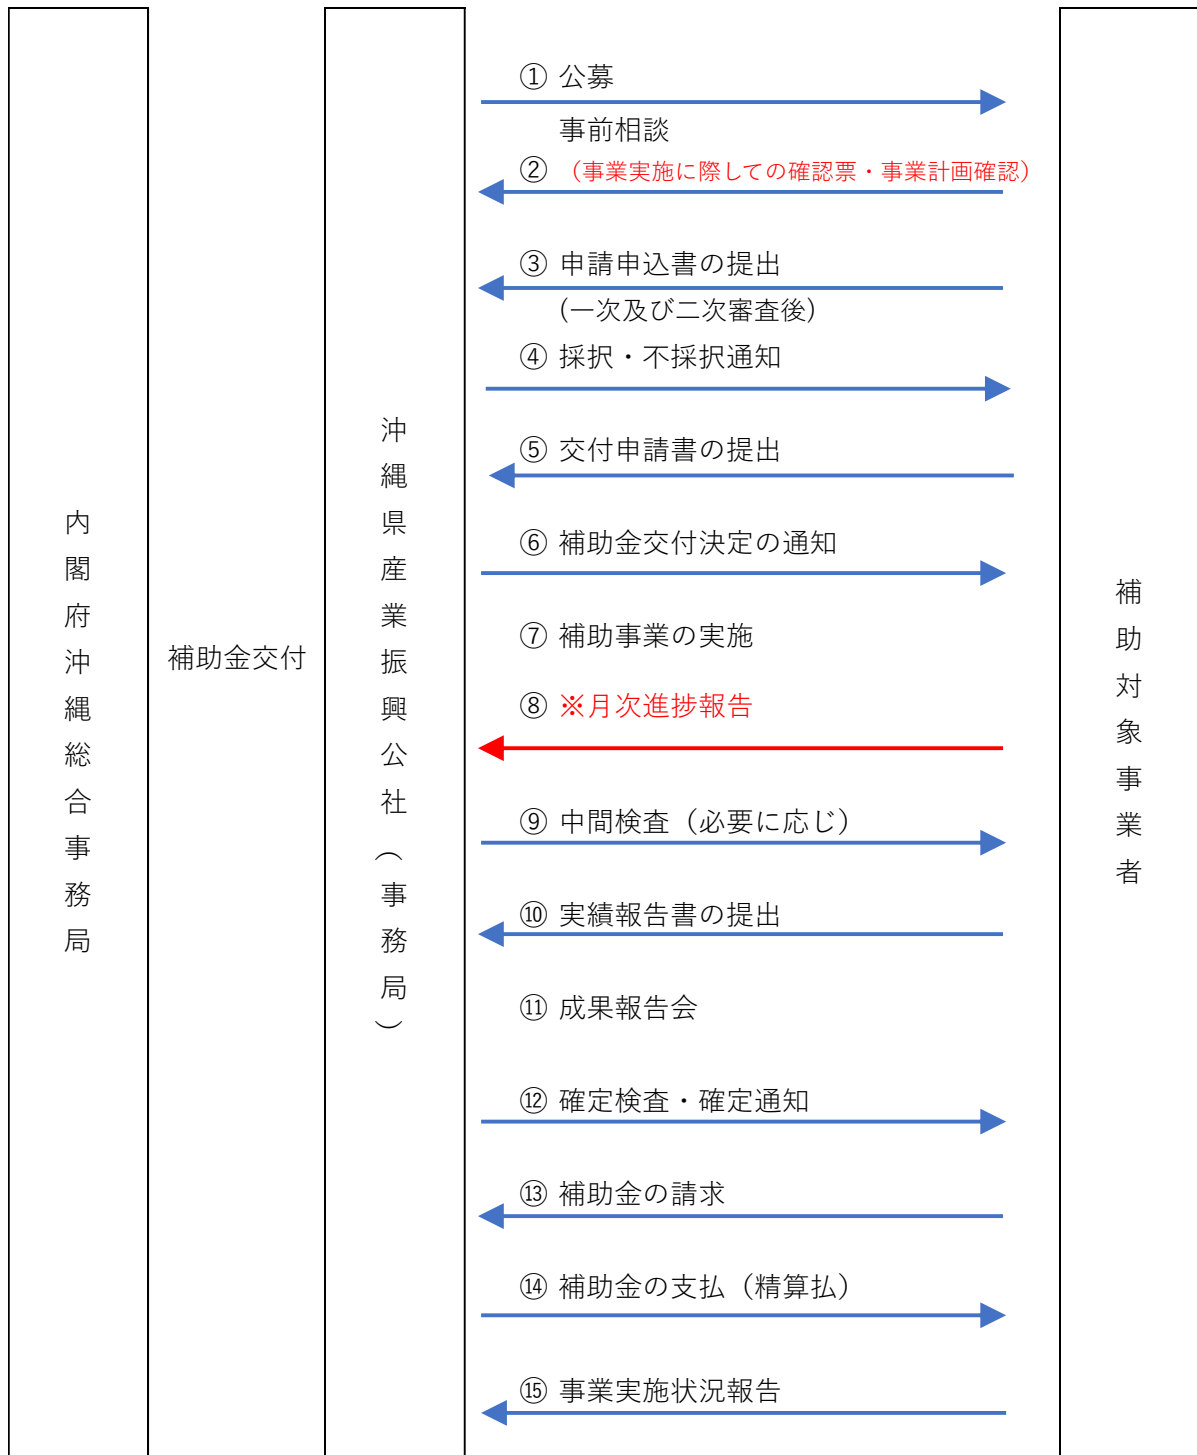 内閣府沖縄総合事務局
補助金交付
沖縄県産業振興公社（事務局）
① 公募
事前相談
② （事業実施に際しての確認票・事業計画確認）
③ 申請申込書の提出
(一次及び二次審査後)
④ 採択・不採択通知
⑤ 交付申請書の提出
⑥ 補助金交付決定の通知
⑦ 補助事業の実施
⑧ ※月次進捗報告
⑨ 中間検査（必要に応じ）
⑩ 実績報告書の提出
⑪ 成果報告会
⑫ 確定検査・確定通知
⑬ 補助金の請求
⑭ 補助金の支払（精算払）
⑮ 事業実施状況報告
補助対象事業者